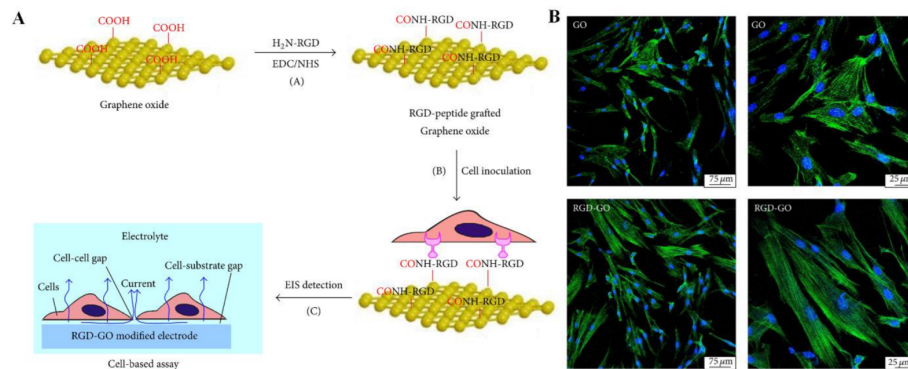 A
COOH
COOH
COOH
COOH
Graphene oxide
H₂N-RGD
EDC/NHS
(A)
CONH-RGD
CONH-RGD
CONH-RGD
CONH-RGD
RGD-peptide grafted
Graphene oxide
(B)
Cell inoculation
CONH-RGD
CONH-RGD
CONH-RGD
CONH-RGD
EIS detection
(C)
Electrolyte
Cell-cell gap
Cell-substrate gap
Cells
Current
RGD-GO modified electrode
Cell-based assay
B
GO
75 μm
GO
25 μm
RGD-GO
75 μm
RGD-GO
25 μm